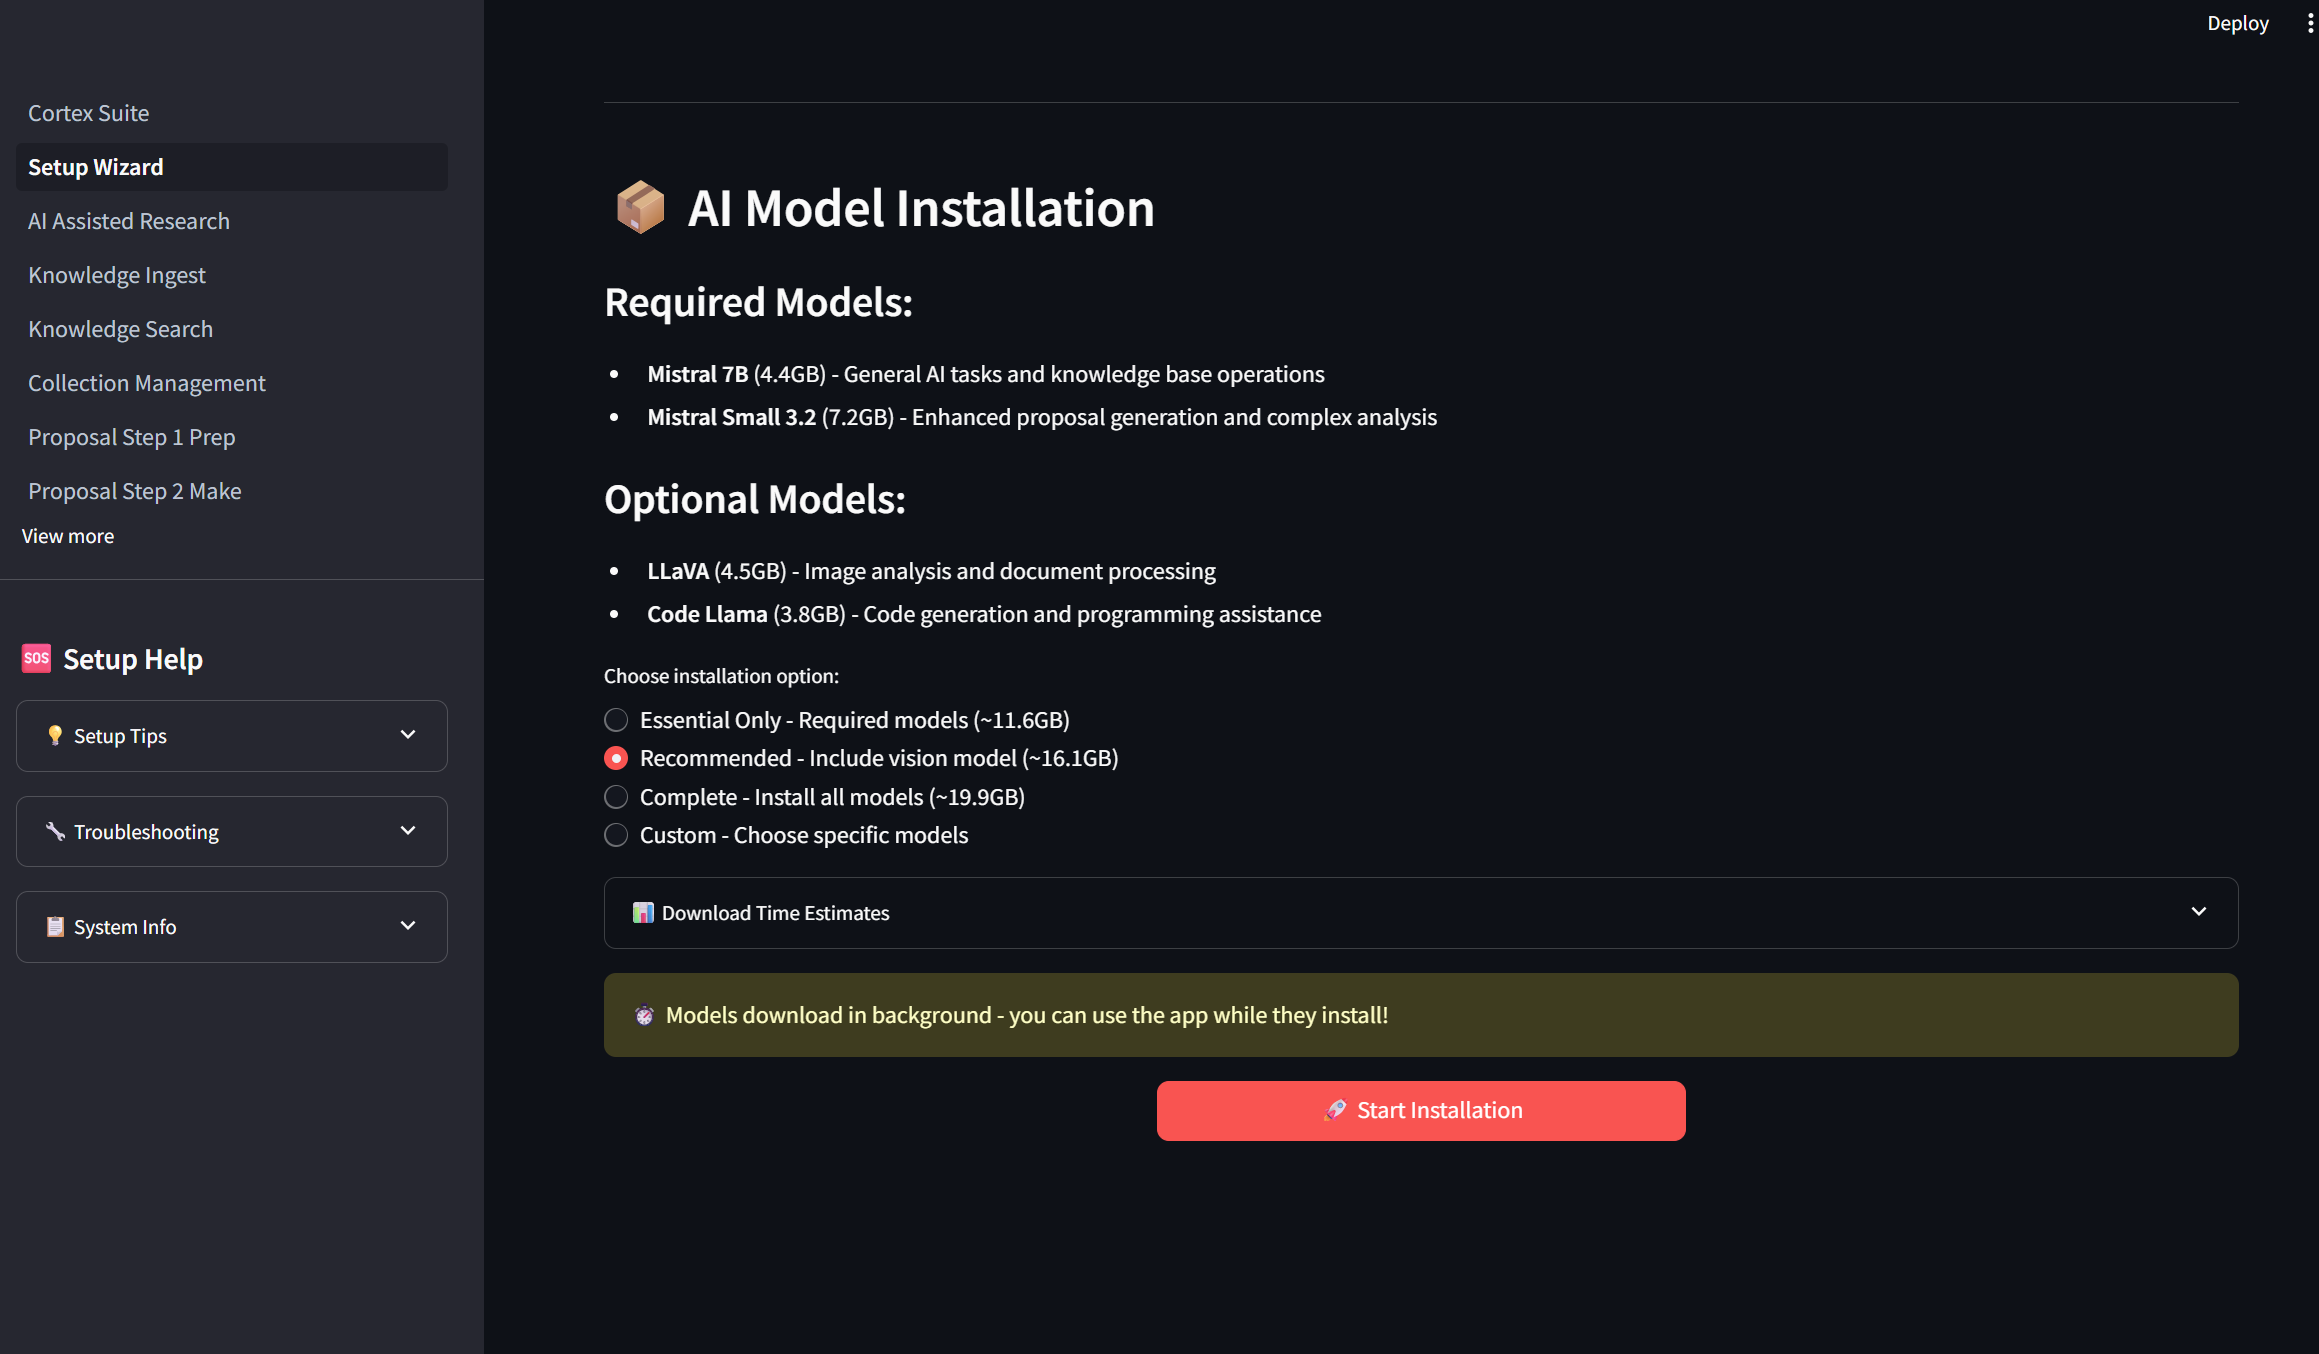 Deploy
Cortex Suite
Setup Wizard
AI Assisted Research
Knowledge Ingest
Knowledge Search
Collection Management
Proposal Step 1 Prep
Proposal Step 2 Make
View more
SOS Setup Help
Setup Tips
Troubleshooting
System Info
AI Model Installation
Required Models:
• Mistral 7B (4.4GB) - General AI tasks and knowledge base operations
• Mistral Small 3.2 (7.2GB) - Enhanced proposal generation and complex analysis
Optional Models:
• LLaVA (4.5GB) - Image analysis and document processing
• Code Llama (3.8GB) - Code generation and programming assistance
Choose installation option:
Essential Only - Required models (~11.6GB)
Recommended - Include vision model (~16.1GB)
Complete - Install all models (~19.9GB)
Custom - Choose specific models
Download Time Estimates
Models download in background - you can use the app while they install!
Start Installation